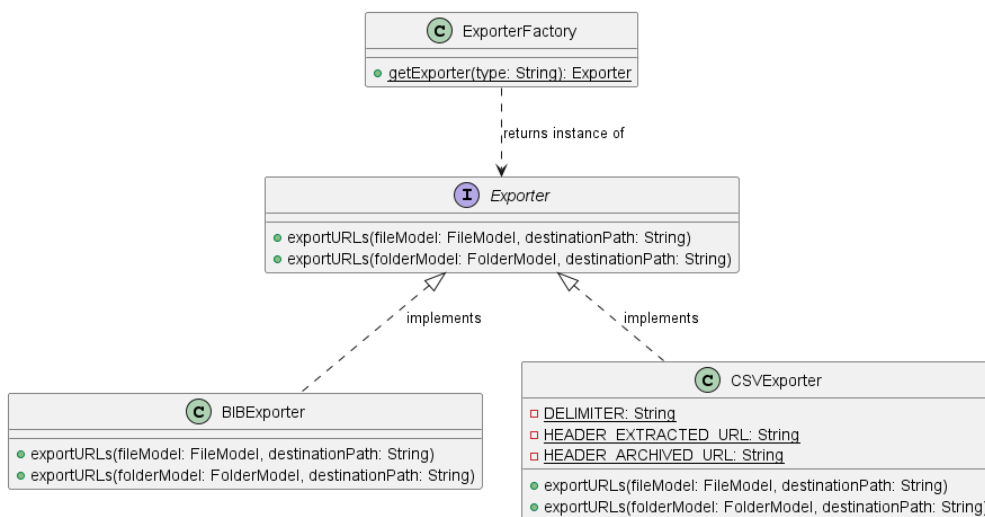 C ExporterFactory
getExporter(type: String): Exporter
returns instance of
I Exporter
exportURLs(fileModel: FileModel, destinationPath: String)
exportURLs(folderModel: FolderModel, destinationPath: String)
implements
implements
C BIBExporter
exportURLs(fileModel: FileModel, destinationPath: String)
exportURLs(folderModel: FolderModel, destinationPath: String)
C CSVExporter
DELIMITER: String
HEADER_EXTRACTED_URL: String
HEADER_ARCHIVED_URL: String
exportURLs(fileModel: FileModel, destinationPath: String)
exportURLs(folderModel: FolderModel, destinationPath: String)